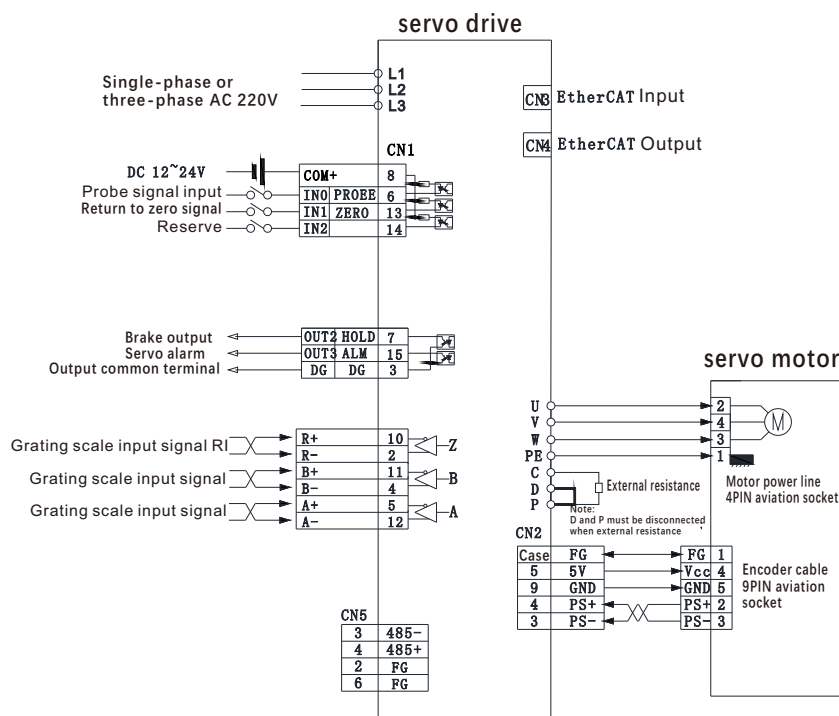 servo drive
Single-phase or
three-phase AC 220V
L1
L2
L3
CN3 EtherCAT Input
CN4 EtherCAT Output
CN1
DC 12~24V COM+ 8
Probe signal input IN0 PROBE 6
Return to zero signal IN1 ZERO 13
Reserve IN2 14
Brake output OUT2 HOLD 7
Servo alarm OUT3 ALM 15
Output common terminal DG DG 3
servo motor
U 2
V 4
W 3
PE 1
M
Motor power line
4PIN aviation socket
C
D
P
External resistance
Note:
D and P must be disconnected
when external resistance
Grating scale input signal RI R+ 10 Z
R- 2
Grating scale input signal B+ 11 B
B- 4
Grating scale input signal A+ 5 A
A- 12
CN2
Case FG FG 1
5 5V Vcc 4
9 GND GND 5
4 PS+ PS+ 2
3 PS- PS- 3
Encoder cable
9PIN aviation
socket
CN5
3 485-
4 485+
2 FG
6 FG